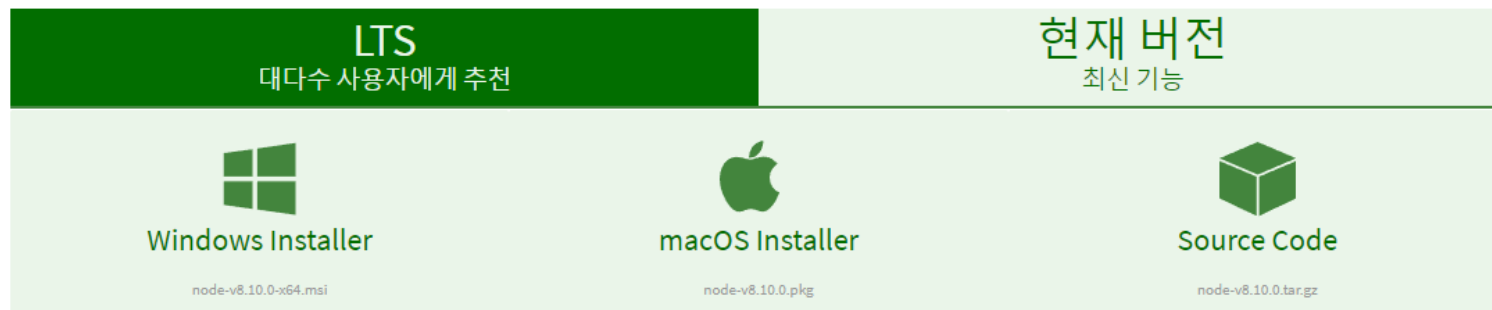 LTS
대다수 사용자에게 추천
현재 버전
최신 기능
Windows Installer
macOS Installer
Source Code
node-v8.10.0-x64.msi
node-v8.10.0.pkg
node-v8.10.0.tar.gz